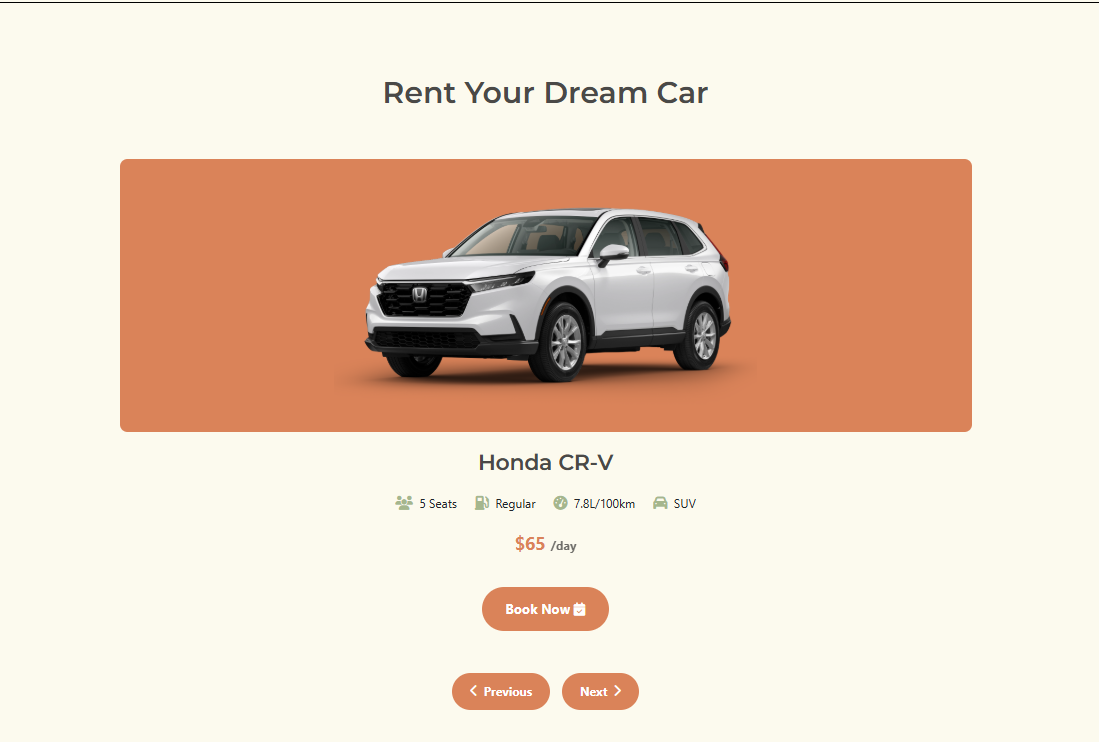 Rent Your Dream Car
Honda CR-V
5 Seats Regular 7.8L/100km SUV
$65 /day
Book Now
Previous Next